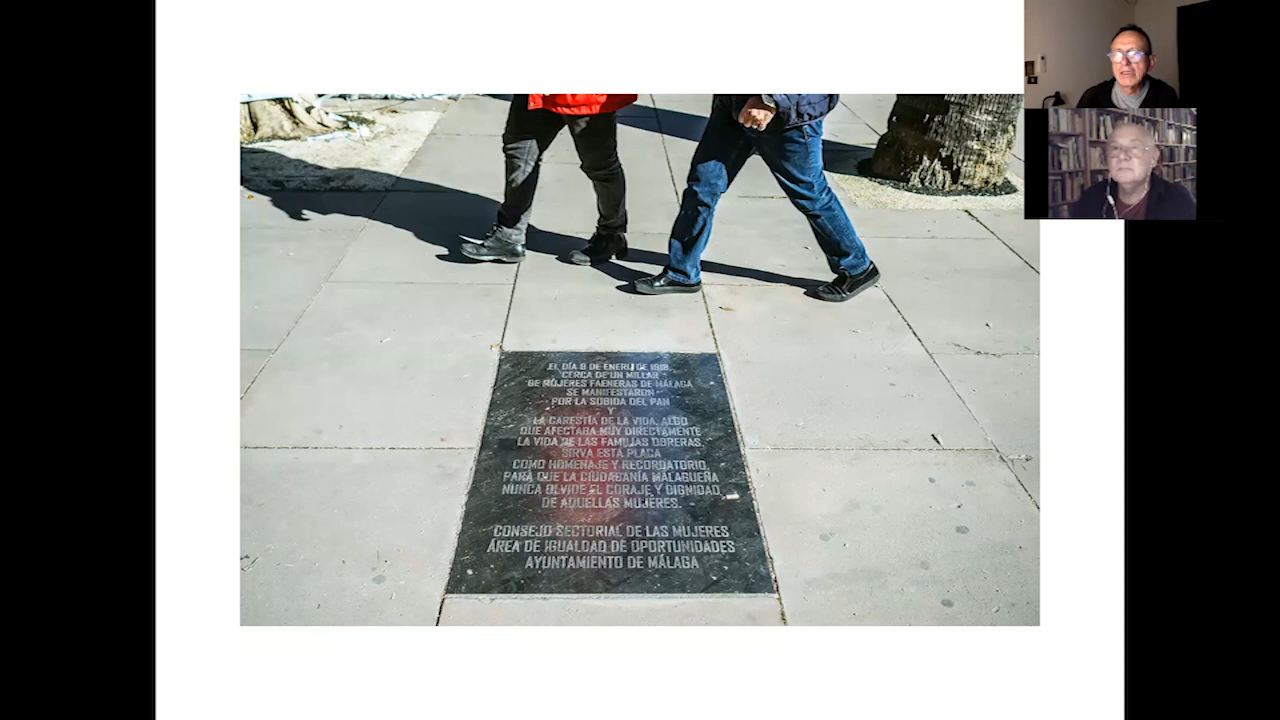 EL DÍA 9 DE ENERO DE 1918,
CERCA DE UN MILLAR
DE MUJERES FAENERAS DE MÁLAGA
SE MANIFESTARON
POR LA SUBIDA DEL PAN
Y
LA CARESTÍA DE LA VIDA, ALGO
QUE AFECTABA MUY DIRECTAMENTE
LA VIDA DE LAS FAMILIAS OBRERAS.
SIRVA ESTA PLACA
COMO HOMENAJE Y RECORDATORIO,
PARA QUE LA CIUDADANÍA MALAGUEÑA
NUNCA OLVIDE EL CORAJE Y DIGNIDAD
DE AQUELLAS MUJERES.
CONSEJO SECTORIAL DE LAS MUJERES
ÁREA DE IGUALDAD DE OPORTUNIDADES
AYUNTAMIENTO DE MÁLAGA